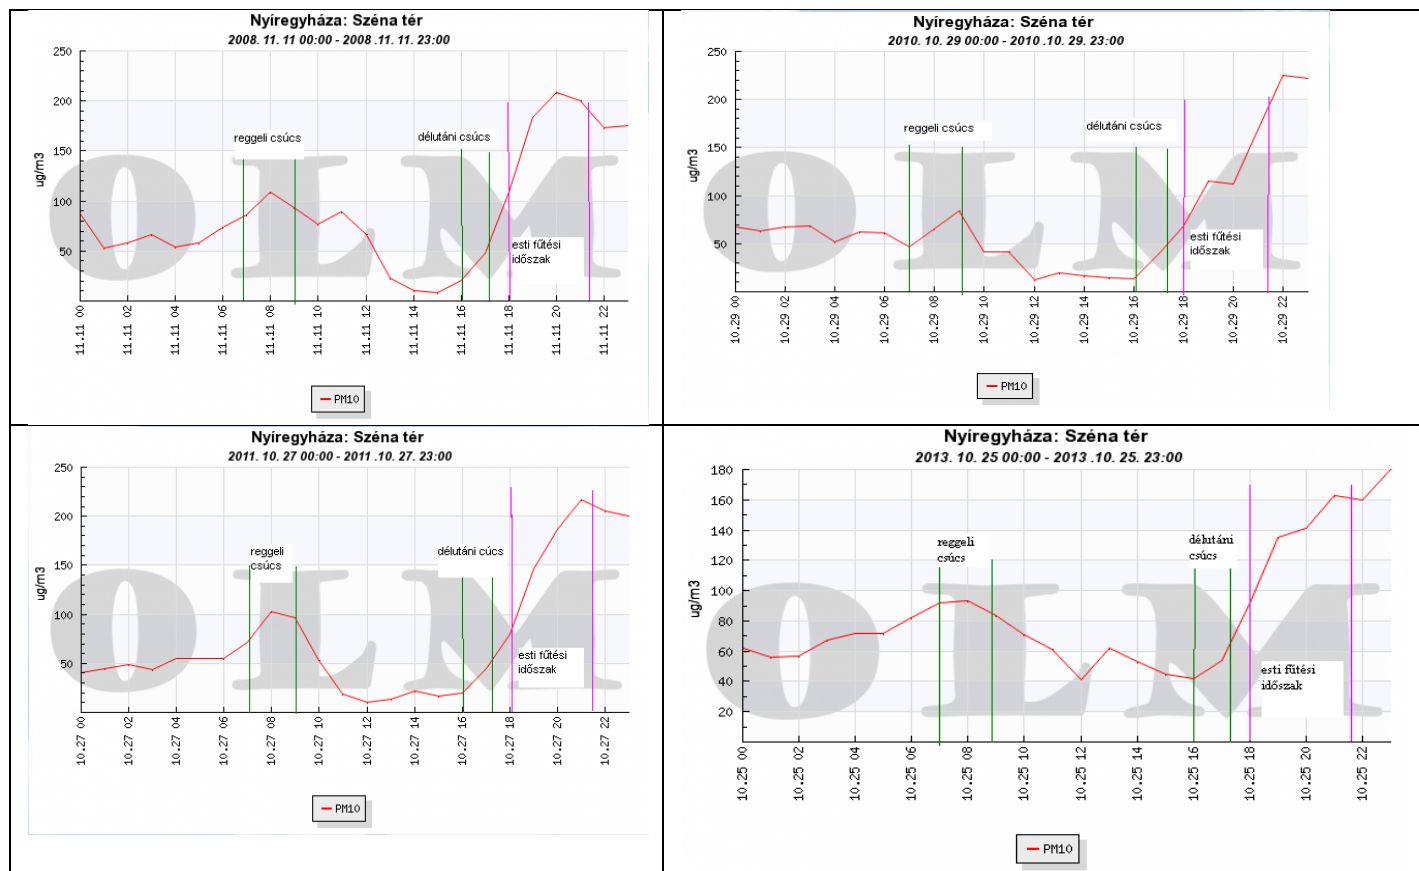 Nyíregyháza: Széna tér
2008. 11. 11 00:00 - 2008 .11. 11. 23:00
250
200
150
100
50
ug/m3
reggeli csúcs
délutáni csúcs
esti fűtési
időszak
11.11 00
11.11 02
11.11 04
11.11 06
11.11 08
11.11 10
11.11 12
11.11 14
11.11 16
11.11 18
11.11 20
11.11 22
OLM
PM10
Nyíregyháza: Széna tér
2010. 10. 29 00:00 - 2010 .10. 29. 23:00
250
200
150
100
50
ug/m3
reggeli csúcs
délutáni csúcs
esti fűtési
időszak
10.29 00
10.29 02
10.29 04
10.29 06
10.29 08
10.29 10
10.29 12
10.29 14
10.29 16
10.29 18
10.29 20
10.29 22
OLM
PM10
Nyíregyháza: Széna tér
2011. 10. 27 00:00 - 2011 .10. 27. 23:00
250
200
150
100
50
ug/m3
reggeli
csúcs
délutáni cúcs
esti fűtési
időszak
10.27 00
10.27 02
10.27 04
10.27 06
10.27 08
10.27 10
10.27 12
10.27 14
10.27 16
10.27 18
10.27 20
10.27 22
OLM
PM10
Nyíregyháza: Széna tér
2013. 10. 25 00:00 - 2013 .10. 25. 23:00
180
160
140
120
100
80
60
40
20
ug/m3
reggeli
csúcs
délutáni
csúcs
esti fűtési
időszak
10.25 00
10.25 02
10.25 04
10.25 06
10.25 08
10.25 10
10.25 12
10.25 14
10.25 16
10.25 18
10.25 20
10.25 22
OLM
PM10